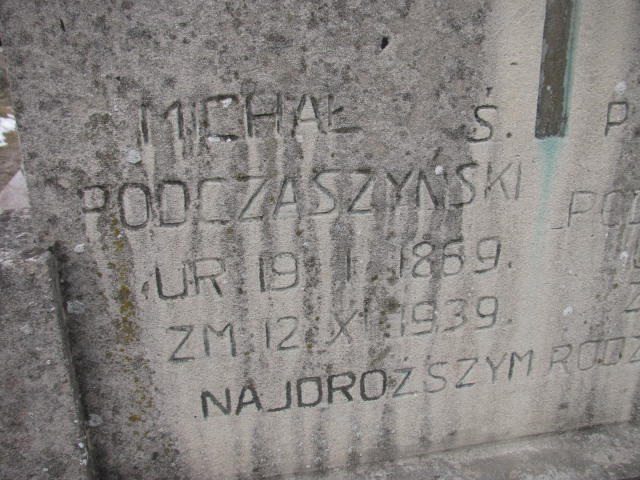 MICHAŁ Ś.
PODCZASZYŃSKI
UR 19 I 1869.
ZM 12 XI 1939.
NAJDROŻSZYM